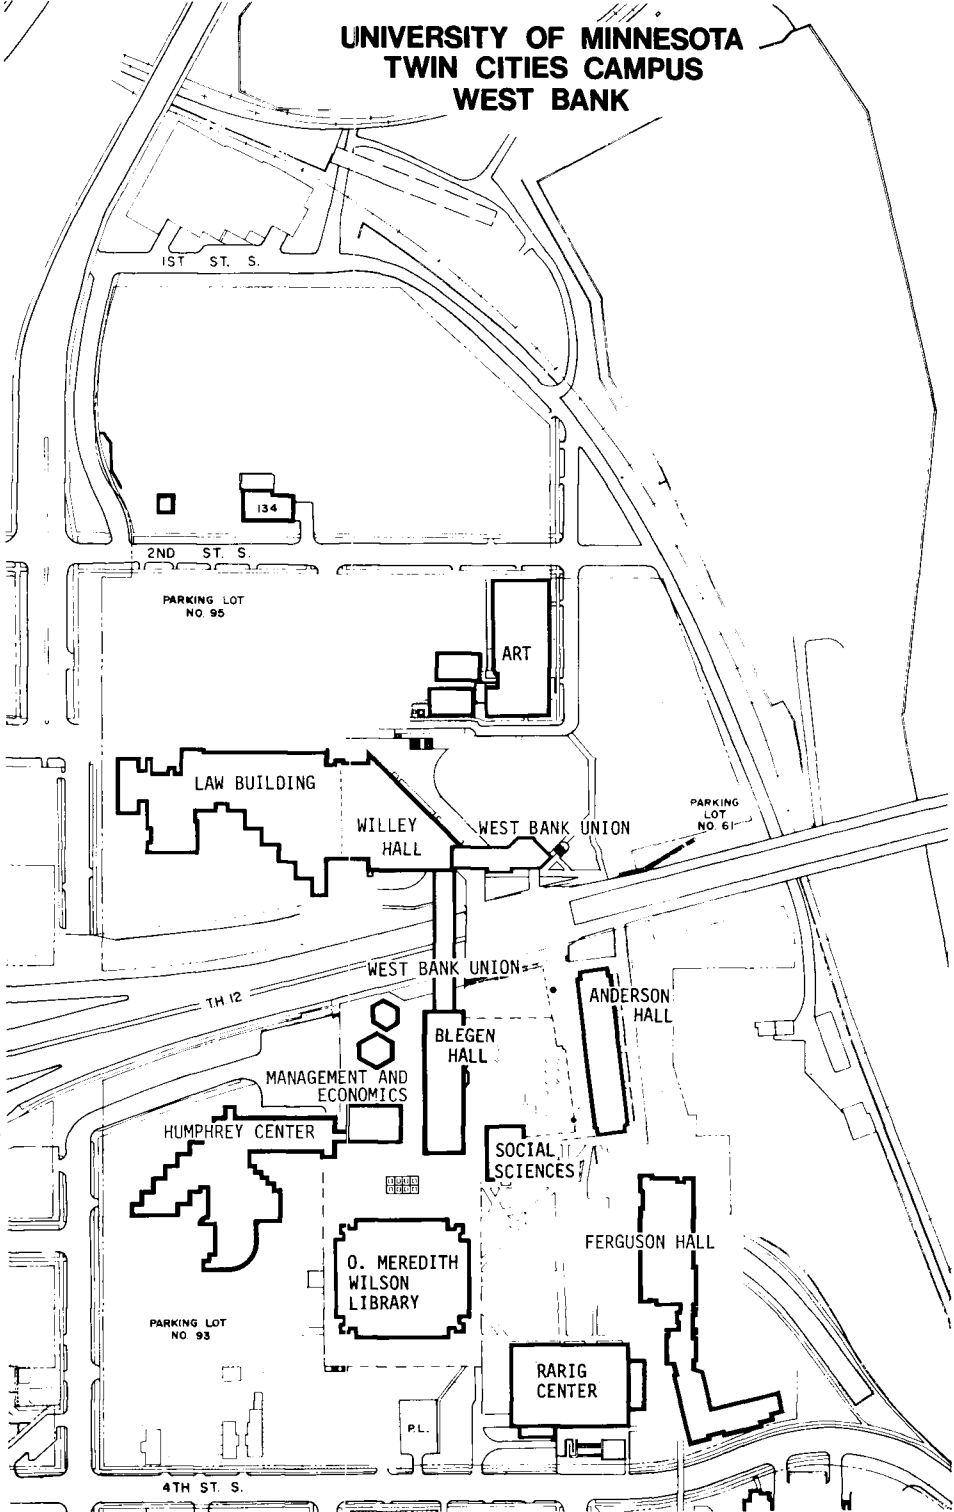 UNIVERSITY OF MINNESOTA
TWIN CITIES CAMPUS
WEST BANK
1ST ST. S.
134
2ND ST. S.
PARKING LOT
NO. 95
ART
LAW BUILDING
WILLEY
HALL
WEST BANK UNION
PARKING
LOT
NO. 61
WEST BANK UNION
T.H. 12
ANDERSON
HALL
BLEGEN
HALL
MANAGEMENT AND
ECONOMICS
HUMPHREY CENTER
SOCIAL
SCIENCES
FERGUSON HALL
O. MEREDITH
WILSON
LIBRARY
PARKING LOT
NO. 93
RARIG
CENTER
P.L.
4TH ST. S.